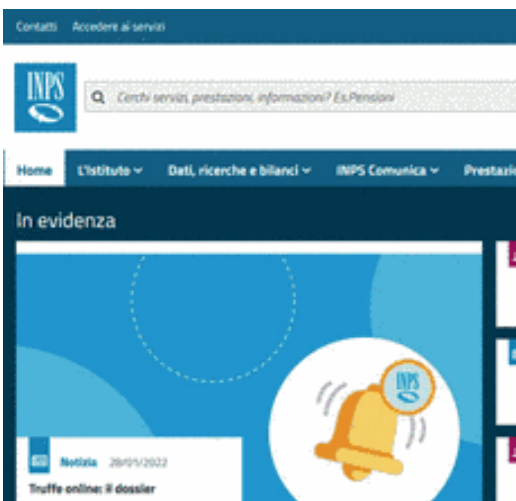 Contatti Accedere ai servizi
INPS
Cerchi servizi, prestazioni, informazioni? Es.Pensioni
Home L'Istituto Dati, ricerche e bilanci INPS Comunica Prestazio
In evidenza
INPS
Notizia 28/01/2022
Truffe online: il dossier